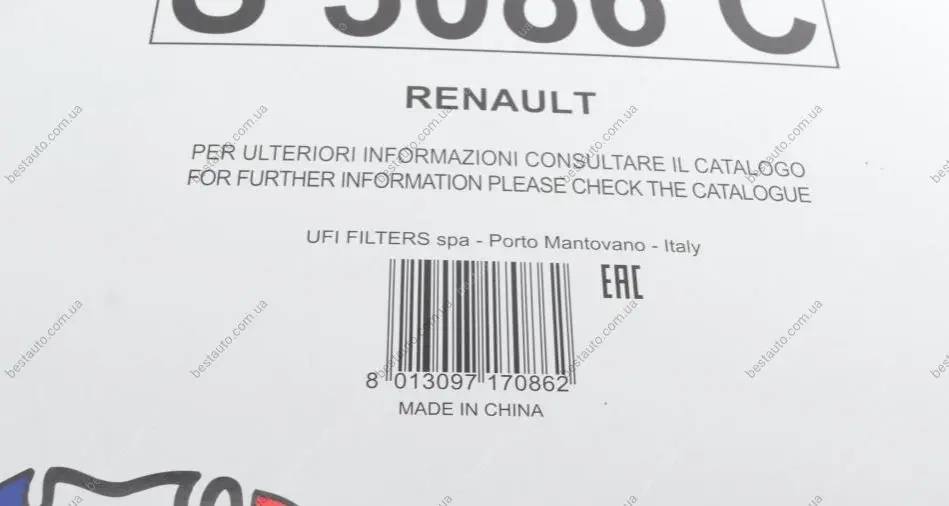 5086 C
RENAULT
PER ULTERIORI INFORMAZIONI CONSULTARE IL CATALOGO
FOR FURTHER INFORMATION PLEASE CHECK THE CATALOGUE
UFI FILTERS spa - Porto Mantovano - Italy
EAC
8 013097 170862
MADE IN CHINA
bestauto.com.ua